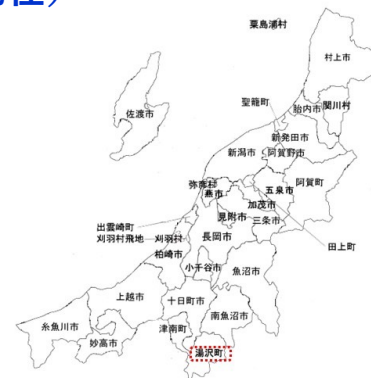 粟島浦村
村上市
聖籠町
胎内市
関川村
佐渡市
新発田市
新潟市
阿賀野市
弥彦村
燕市
五泉市
阿賀町
加茂市
出雲崎町
見附市
三条市
刈羽村飛地
刈羽村
長岡市
田上町
柏崎市
小千谷市
魚沼市
上越市
十日町市
糸魚川市
南魚沼市
津南町
妙高市
湯沢町